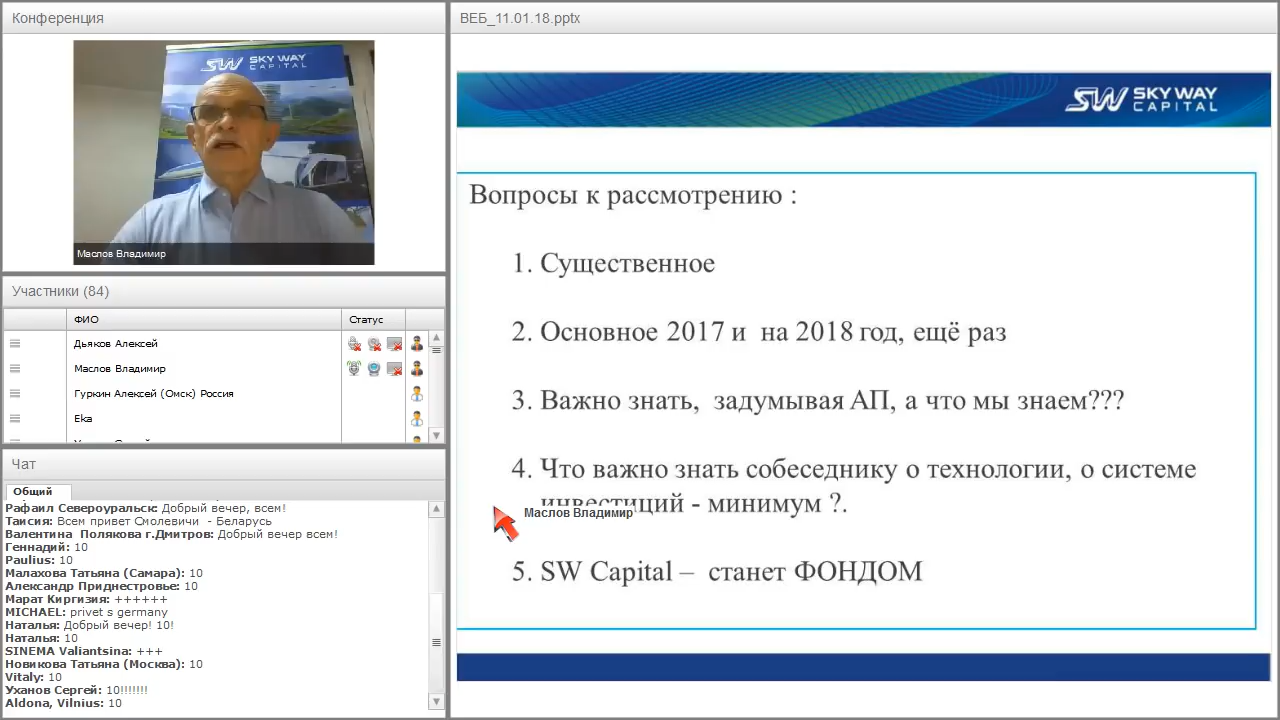 Конференция
SW SKY WAY
CAPITAL
Маслов Владимир
Участники (84)
ФИО
Статус
Дьяков Алексей
Маслов Владимир
Гуркин Алексей (Омск) Россия
Eka
Чат
Общий
Рафаил Североуральск: Добрый вечер, всем!
Таисия: Всем привет Смолевичи - Беларусь
Валентина Полякова г.Дмитров: Добрый вечер всем!
Геннадий: 10
Paulius: 10
Малахова Татьяна (Самара): 10
Александр Приднестровье: 10
Марат Киргизия: ++++++
MICHAEL: privet s germany
Наталья: Добрый вечер! 10!
Наталья: 10
SINEMA Valiantsina: +++
Новикова Татьяна (Москва): 10
Vitaly: 10
Уханов Сергей: 10!!!!!!!
Aldona, Vilnius: 10
ВЕБ_11.01.18.pptx
SW SKY WAY
CAPITAL
Вопросы к рассмотрению :
1. Существенное
2. Основное 2017 и на 2018 год, ещё раз
3. Важно знать, задумывая АП, а что мы знаем???
4. Что важно знать собеседнику о технологии, о системе
инвестиций - минимум ?.
Маслов Владимир
5. SW Capital – станет ФОНДОМ